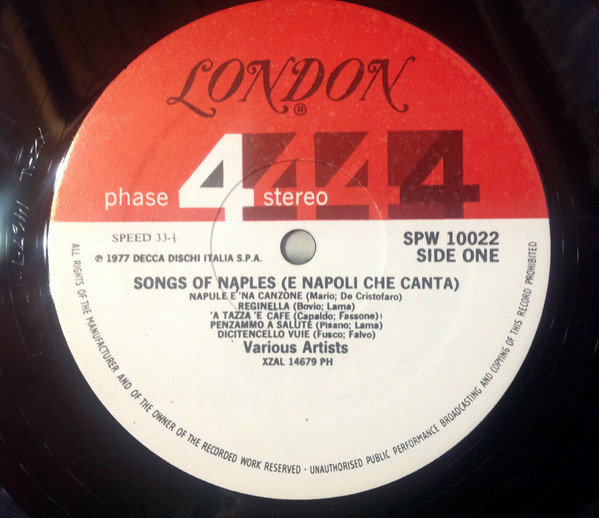 LONDON
®
phase 4444 stereo
SPEED 33-⅓
SPW 10022
SIDE ONE
℗ 1977 DECCA DISCHI ITALIA S.P.A.
SONGS OF NAPLES (E NAPOLI CHE CANTA)
NAPULE E 'NA CANZONE (Mario; De Cristofaro)
REGINELLA (Bovio; Lama)
'A TAZZA 'E CAFE (Capaldo; Fassone)
PENZAMMO A SALUTE (Pisano; Lama)
DICITENCELLO VUIE (Fusco; Falvo)
Various Artists
XZAL 14679 PH
ALL RIGHTS OF THE MANUFACTURER AND OF THE OWNER OF THE RECORDED WORK RESERVED · UNAUTHORISED PUBLIC PERFORMANCE BROADCASTING AND COPYING OF THIS RECORD PROHIBITED